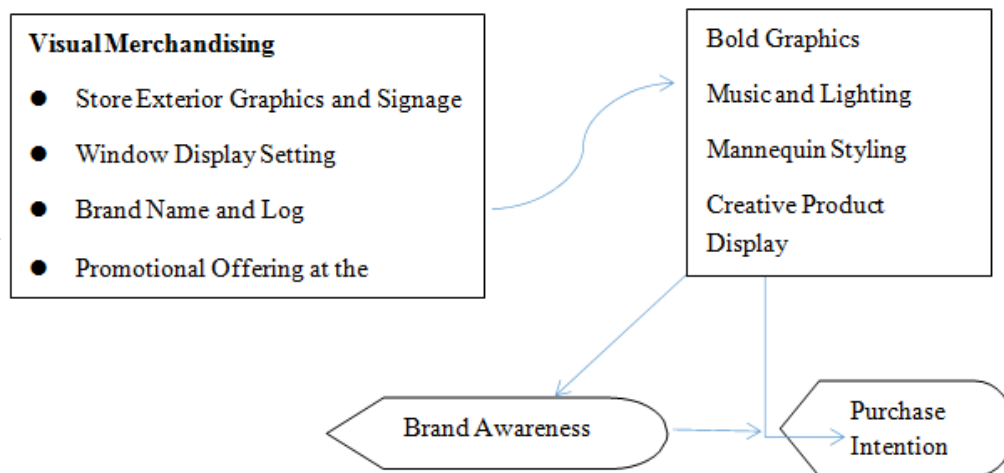 Visual Merchandising
Store Exterior Graphics and Signage
Window Display Setting
Brand Name and Log
Promotional Offering at the
Bold Graphics
Music and Lighting
Mannequin Styling
Creative Product
Display
Brand Awareness
Purchase
Intention